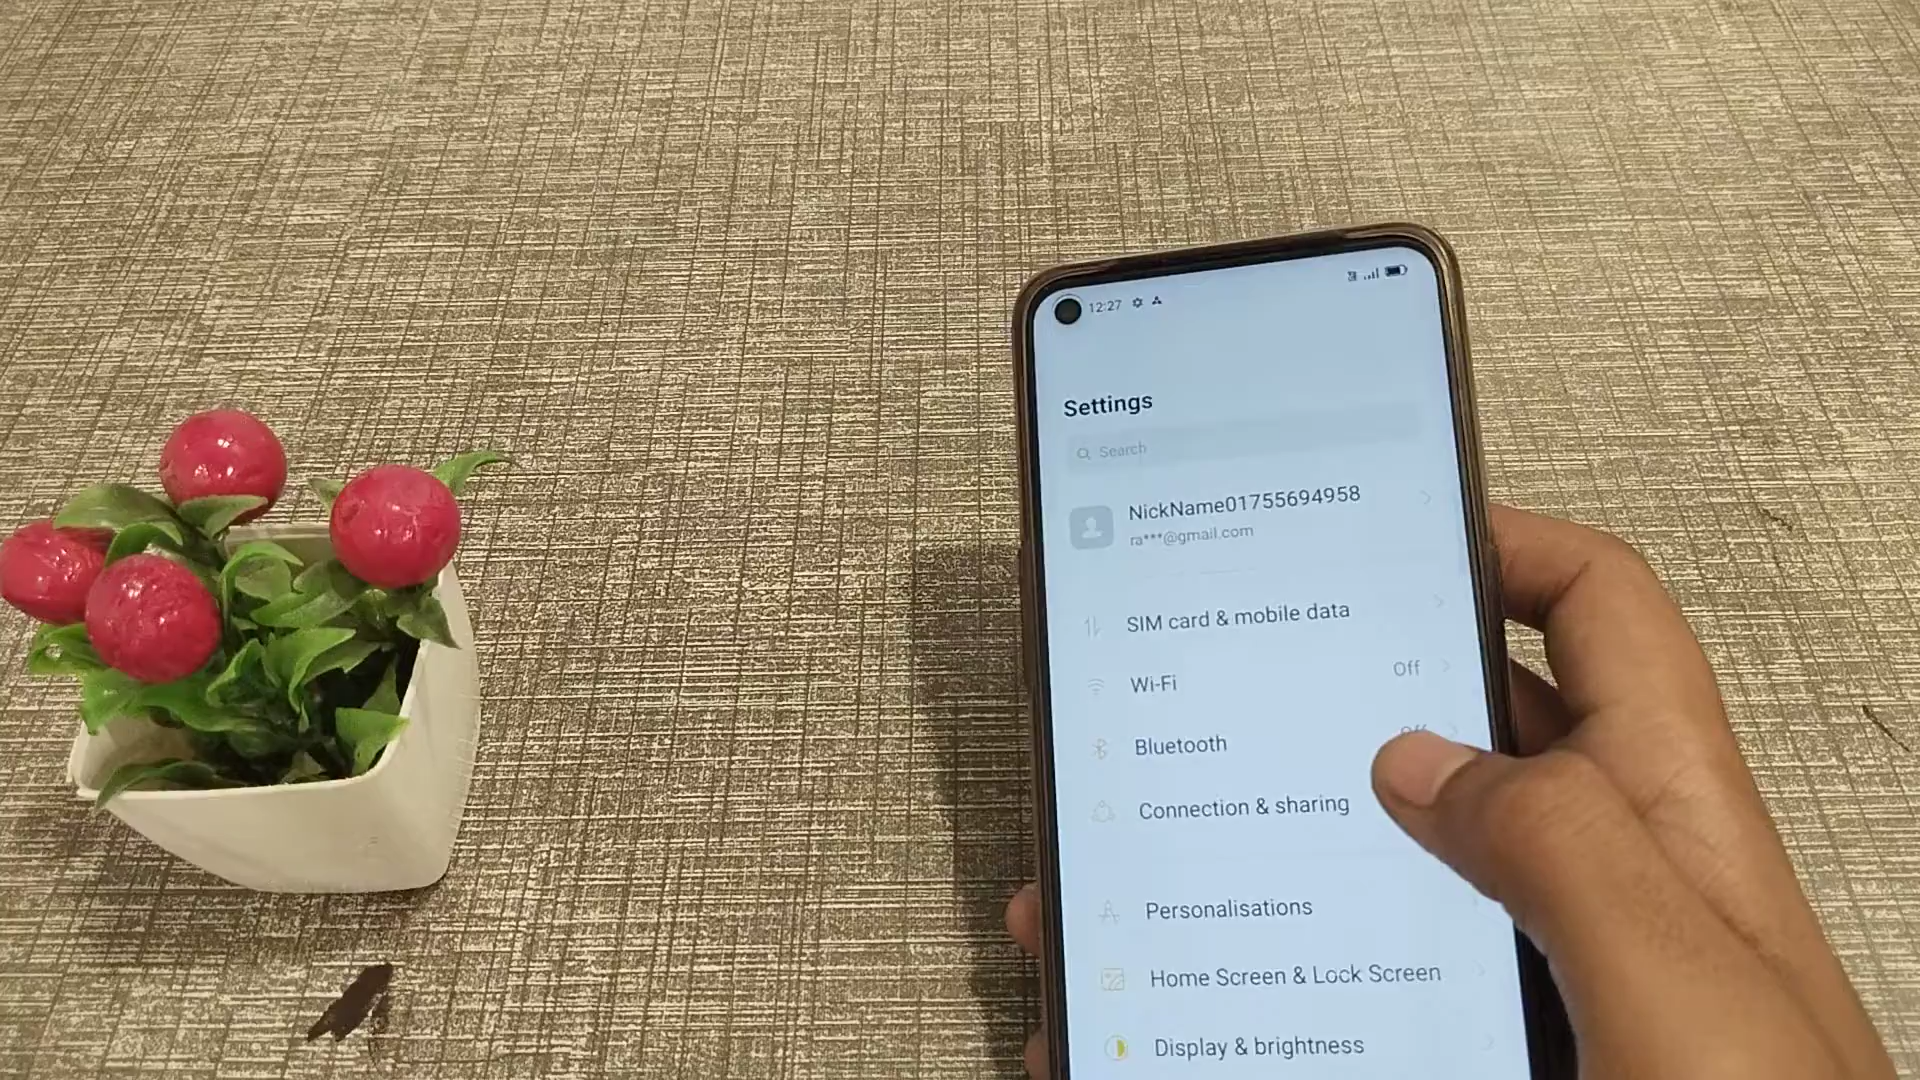 12:27
Settings
Search
NickName01755694958
ra***@gmail.com
SIM card & mobile data
Wi-Fi Off
Bluetooth Off
Connection & sharing
Personalisations
Home Screen & Lock Screen
Display & brightness